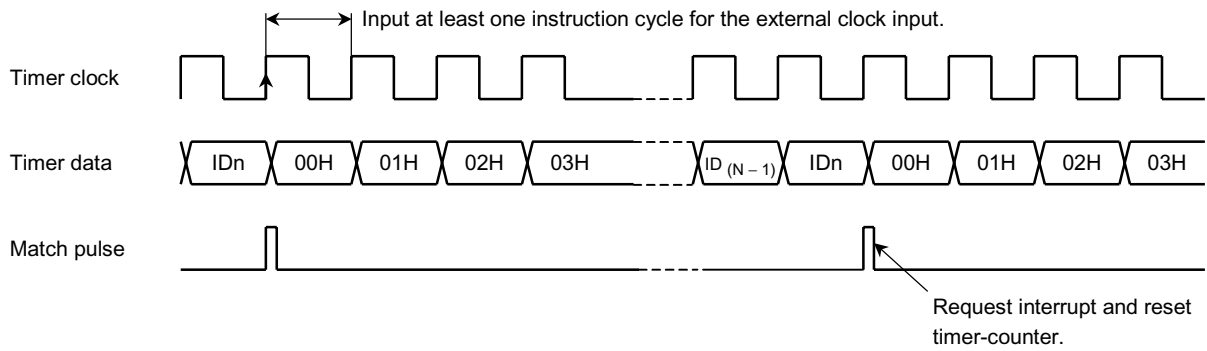 Input at least one instruction cycle for the external clock input.
Timer clock
Timer data IDn 00H 01H 02H 03H ID (N – 1) IDn 00H 01H 02H 03H
Match pulse
Request interrupt and reset
timer-counter.